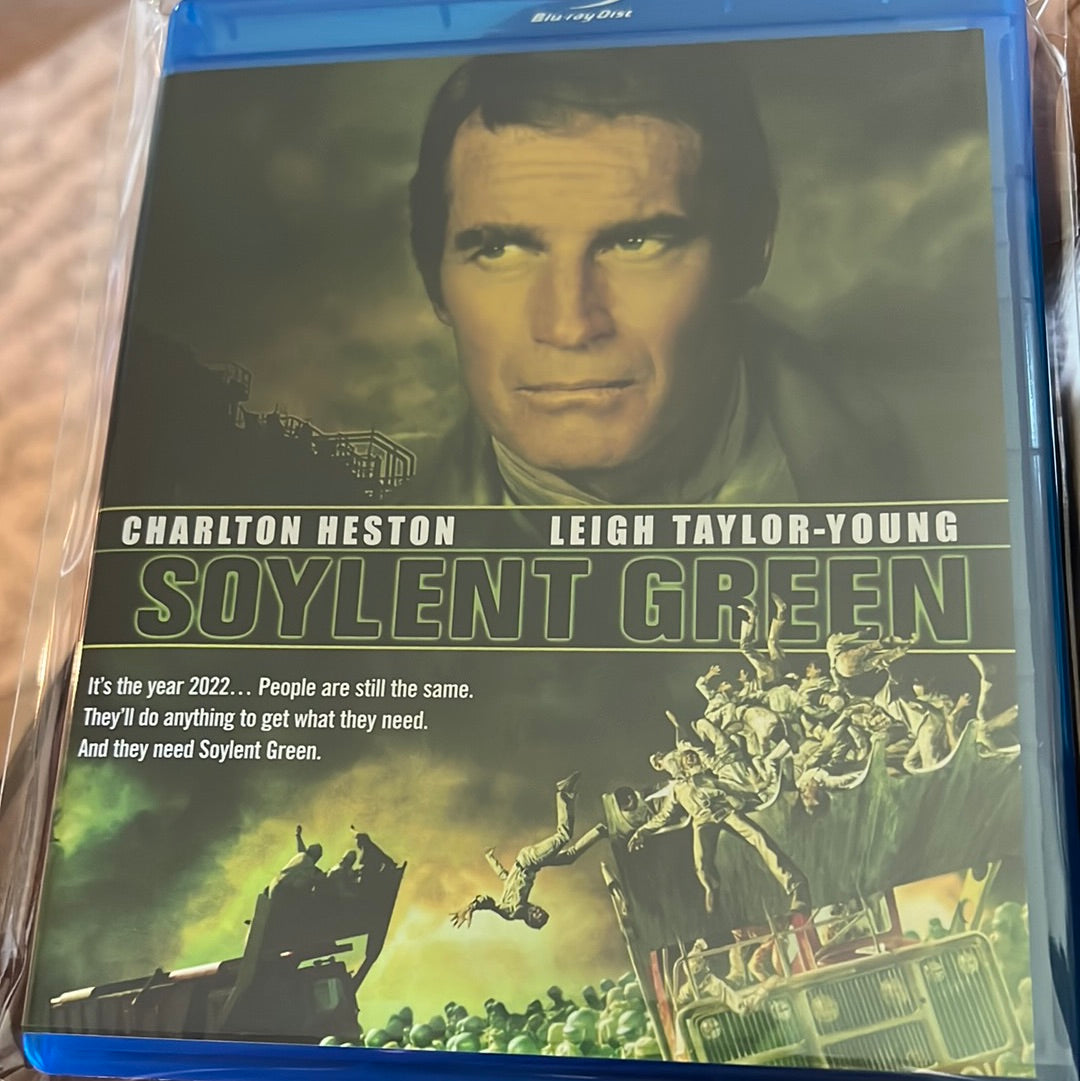 Blu-ray Disc
CHARLTON HESTON LEIGH TAYLOR-YOUNG
SOYLENT GREEN
It's the year 2022... People are still the same.
They'll do anything to get what they need.
And they need Soylent Green.